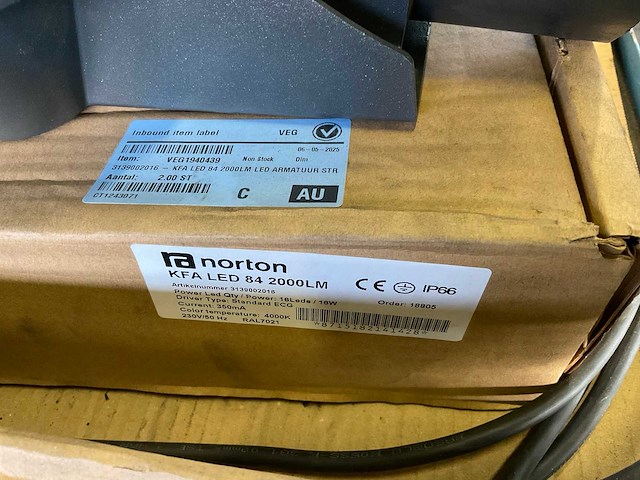 Inbound item label VEG
06-05-2025
Item: VEG1940439 Non Stock Dim
3139002016 - KFA LED 84 2000LM LED ARMATUUR STR
Aantal: 2.00 ST
CT1243071 C AU
norton
KFA LED 84 2000LM CE IP66
Artikelnummer 3139002016
Power Led Qty / Power: 16Leds / 16W Order: 18805
Driver Type: Standard ECG
Current: 350mA
Color temperature: 4000K
230V/50 Hz RAL7021